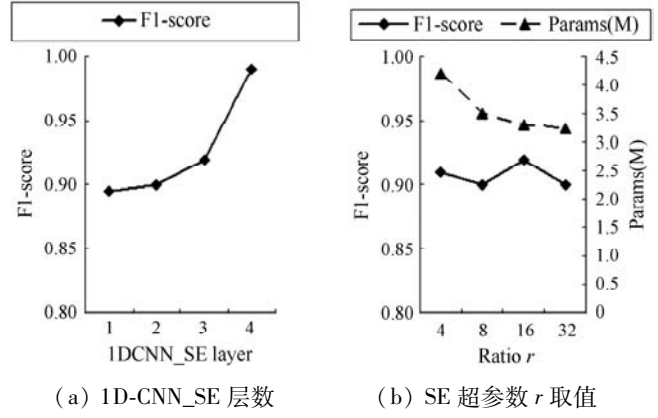 F1-score
1.00
0.95
0.90
0.85
0.80
F1-score
1 2 3 4
1DCNN_SE layer
(a) 1D-CNN_SE 层数
F1-score Params(M)
1.00
0.95
0.90
0.85
0.80
F1-score
4.5
4.0
3.5
3.0
2.5
2.0
1.5
1.0
0.5
0
Params(M)
4 8 16 32
Ratio r
(b) SE 超参数 r 取值